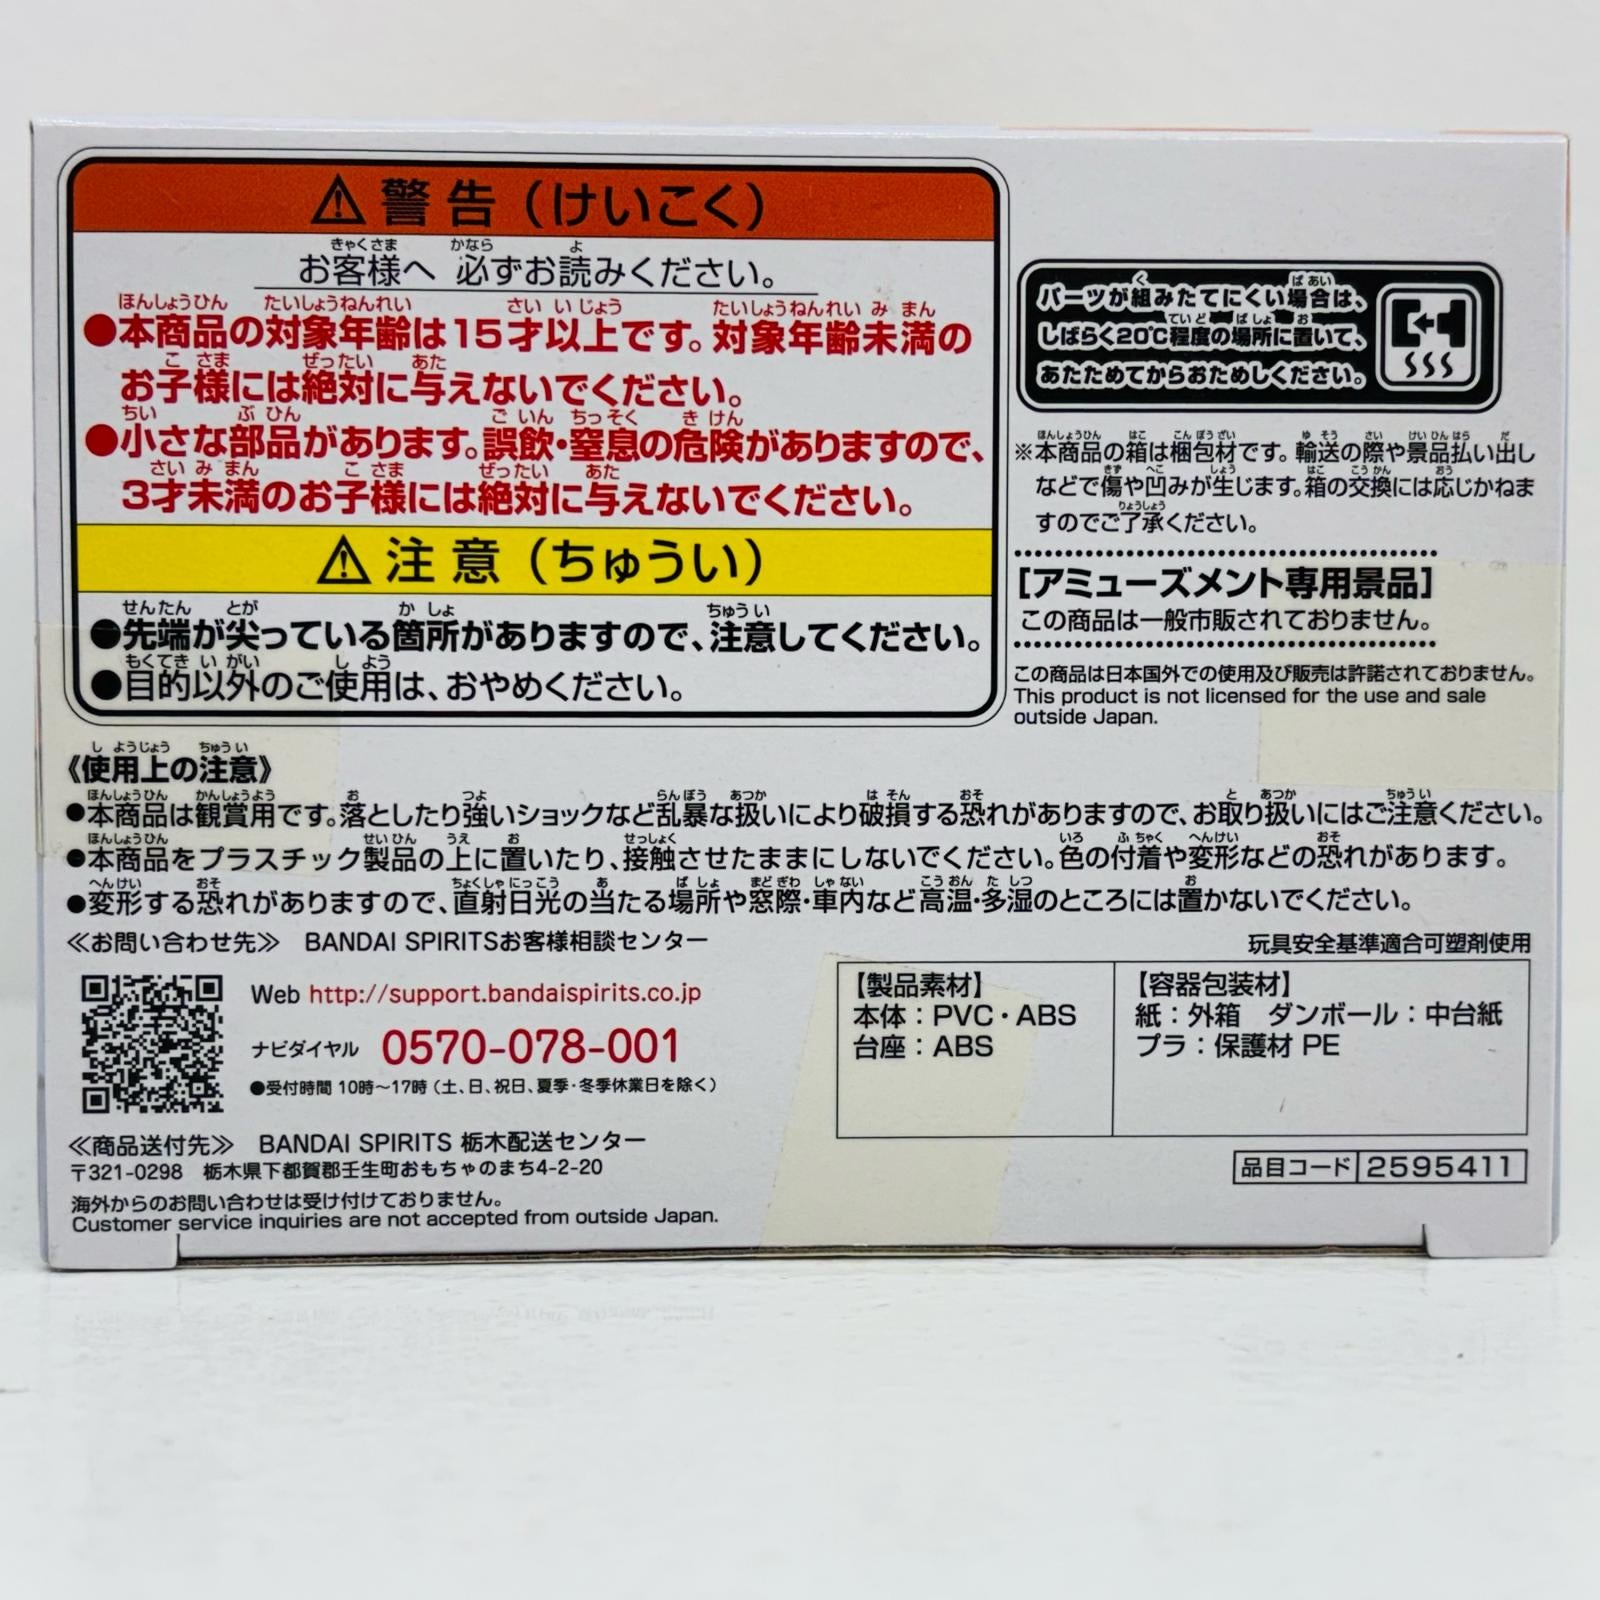 ⚠警告（けいこく）
お客様へ 必ずお読みください。
●本商品の対象年齢は15才以上です。対象年齢未満の
お子様には絶対に与えないでください。
●小さな部品があります。誤飲・窒息の危険がありますので、
3才未満のお子様には絶対に与えないでください。
⚠注意（ちゅうい）
●先端が尖っている箇所がありますので、注意してください。
●目的以外のご使用は、おやめください。
パーツが組みたてにくい場合は、
しばらく20℃程度の場所に置いて、
あたためてからおためしください。
※本商品の箱は梱包材です。輸送の際や景品払い出し
などで傷や凹みが生じます。箱の交換には応じかねま
すのでご了承ください。
[アミューズメント専用景品]
この商品は一般市販されておりません。
この商品は日本国外での使用及び販売は許諾されておりません。
This product is not licensed for the use and sale
outside Japan.
《使用上の注意》
●本商品は観賞用です。落としたり強いショックなど乱暴な扱いにより破損する恐れがありますので、お取り扱いにはご注意ください。
●本商品をプラスチック製品の上に置いたり、接触させたままにしないでください。色の付着や変形などの恐れがあります。
●変形する恐れがありますので、直射日光の当たる場所や窓際・車内など高温・多湿のところには置かないでください。
≪お問い合わせ先≫ BANDAI SPIRITSお客様相談センター
Web http://support.bandaispirits.co.jp
ナビダイヤル 0570-078-001
●受付時間 10時～17時（土、日、祝日、夏季・冬季休業日を除く）
≪商品送付先≫ BANDAI SPIRITS 栃木配送センター
〒321-0298 栃木県下都賀郡壬生町おもちゃのまち4-2-20
海外からのお問い合わせは受け付けておりません。
Customer service inquiries are not accepted from outside Japan.
玩具安全基準適合可塑剤使用
【製品素材】
本体：PVC・ABS
台座：ABS
【容器包装材】
紙：外箱 ダンボール：中台紙
プラ：保護材 PE
品目コード 2595411